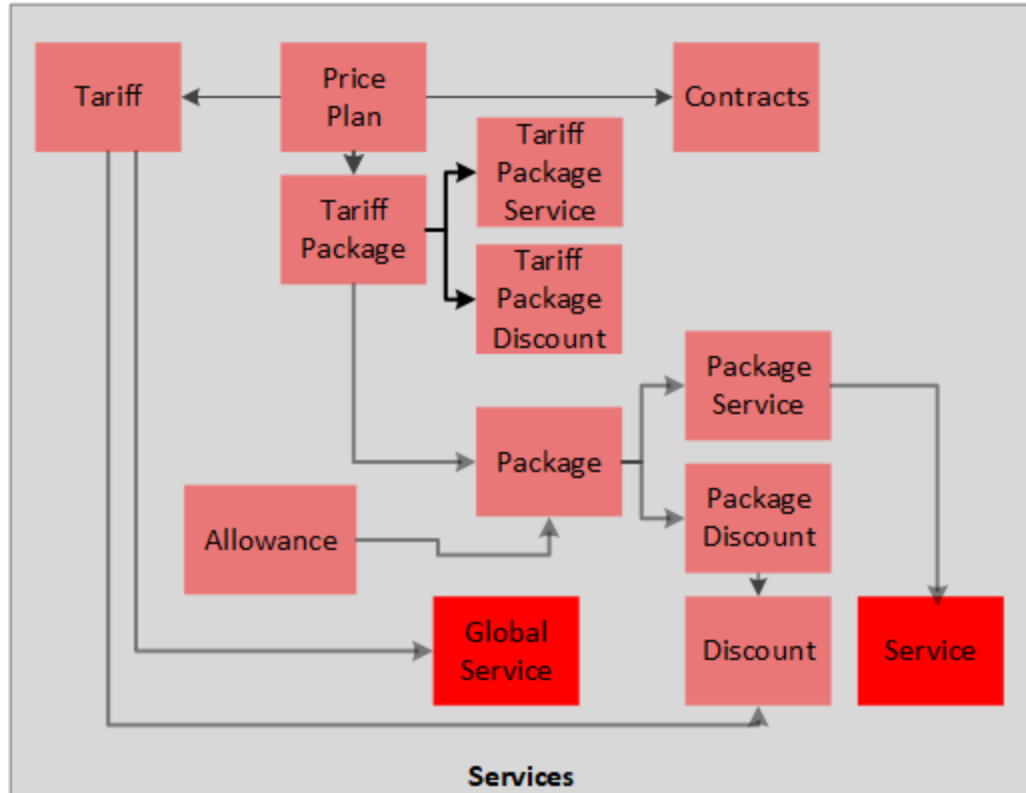 Tariff
Price
Plan
Contracts
Tariff
Package
Service
Tariff
Package
Tariff
Package
Discount
Package
Service
Package
Package
Discount
Allowance
Global
Service
Discount
Service
Services